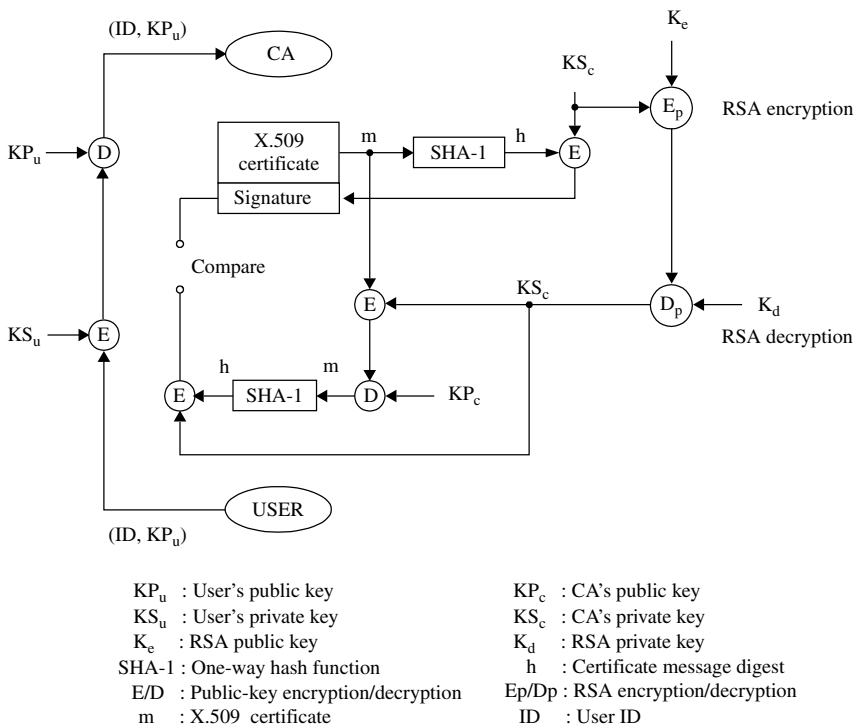 (ID, KPu)
CA
Ke
KSc
Ep
RSA encryption
KPu
D
X.509
certificate
m
SHA-1
h
E
Signature
Compare
KSc
E
Dp
Kd
RSA decryption
KSu
E
h
m
E
SHA-1
D
KPc
USER
(ID, KPu)
KPu : User's public key
KSu : User's private key
Ke : RSA public key
SHA-1 : One-way hash function
E/D : Public-key encryption/decryption
m : X.509 certificate
KPc : CA's public key
KSc : CA's private key
Kd : RSA private key
h : Certificate message digest
Ep/Dp : RSA encryption/decryption
ID : User ID